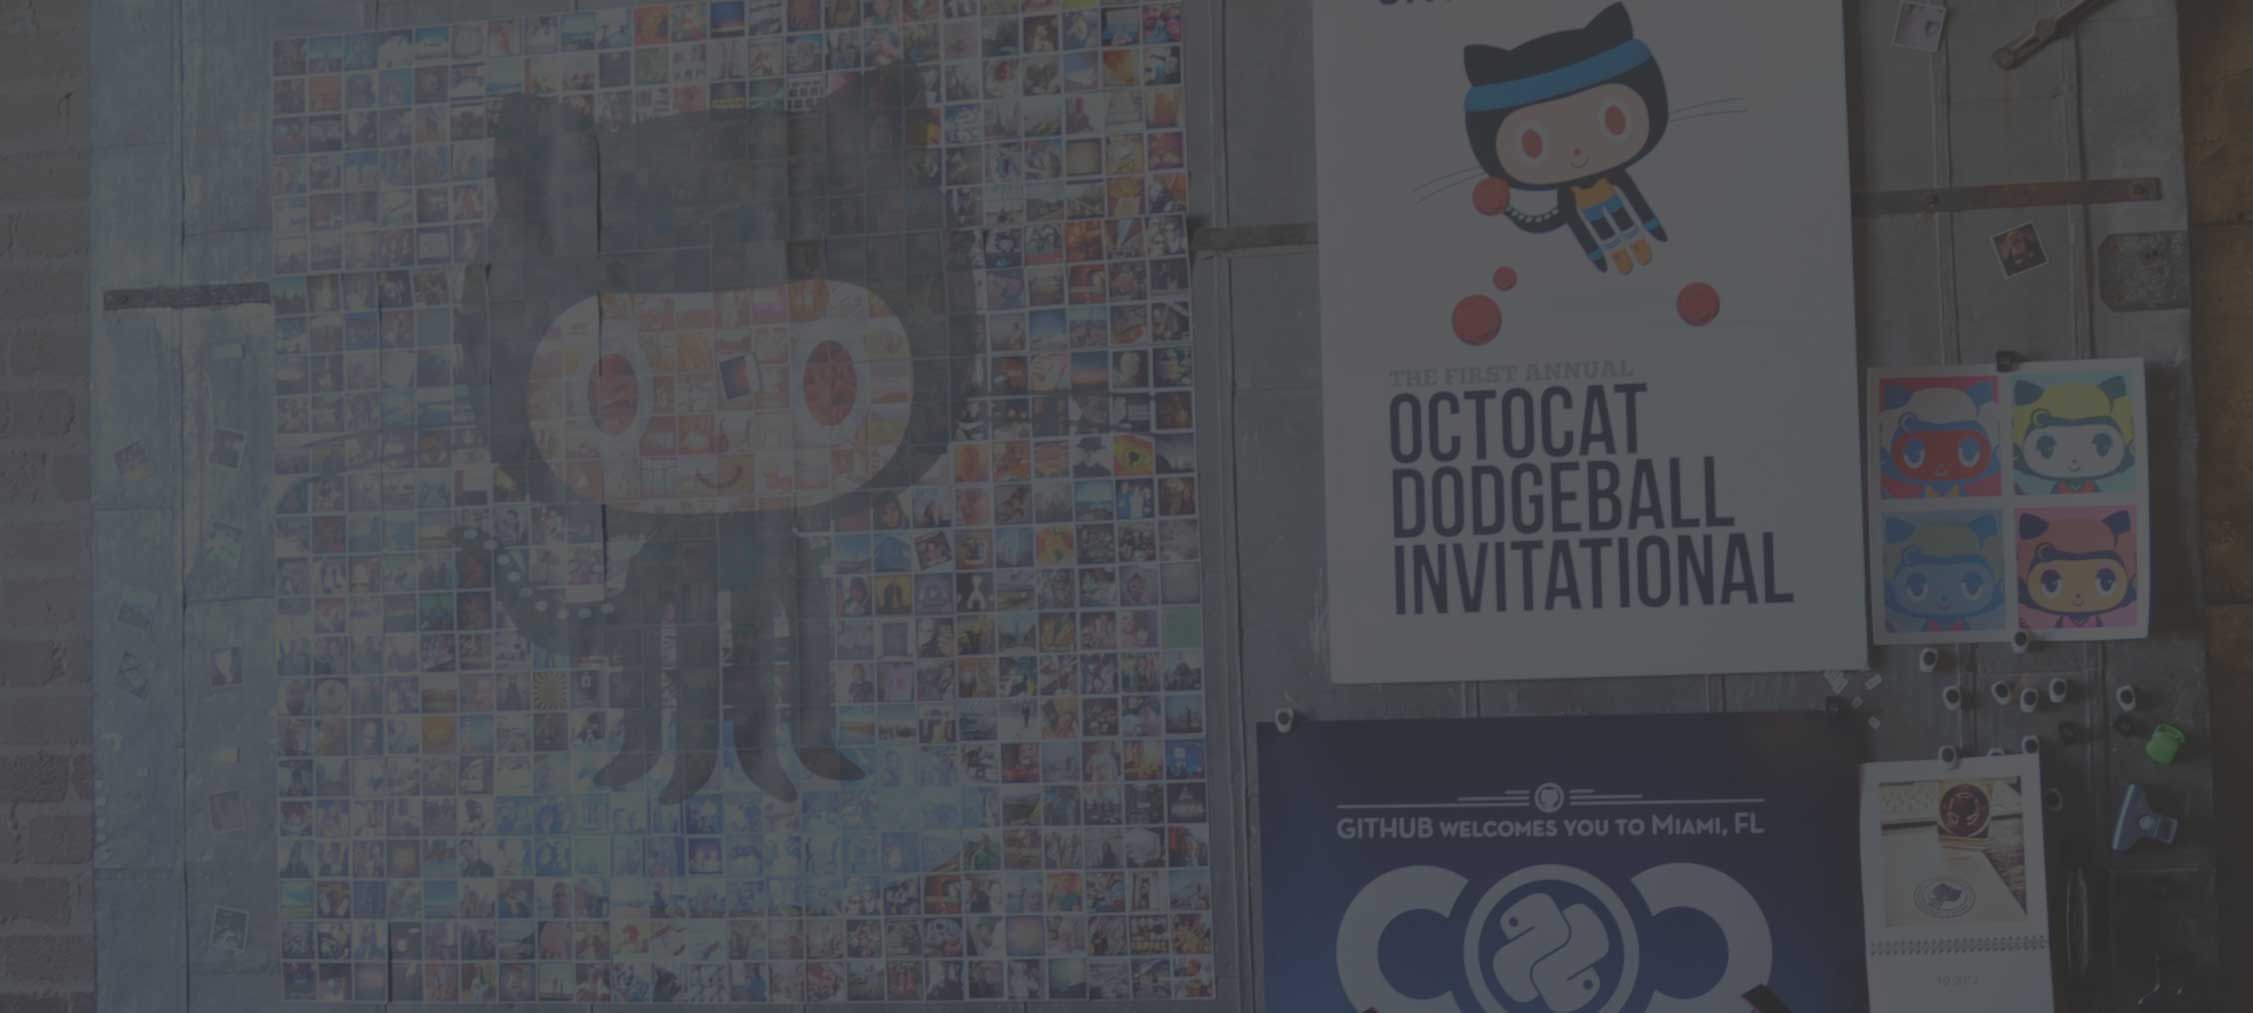 THE FIRST ANNUAL
OCTOCAT
DODGEBALL
INVITATIONAL
GITHUB WELCOMES YOU TO MIAMI, FL